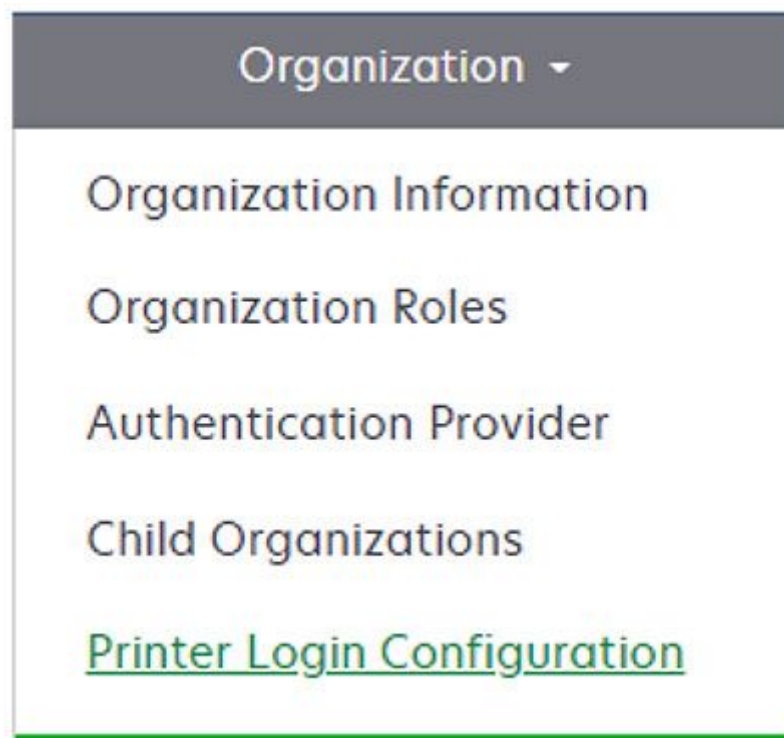 Organization
Organization Information
Organization Roles
Authentication Provider
Child Organizations
Printer Login Configuration